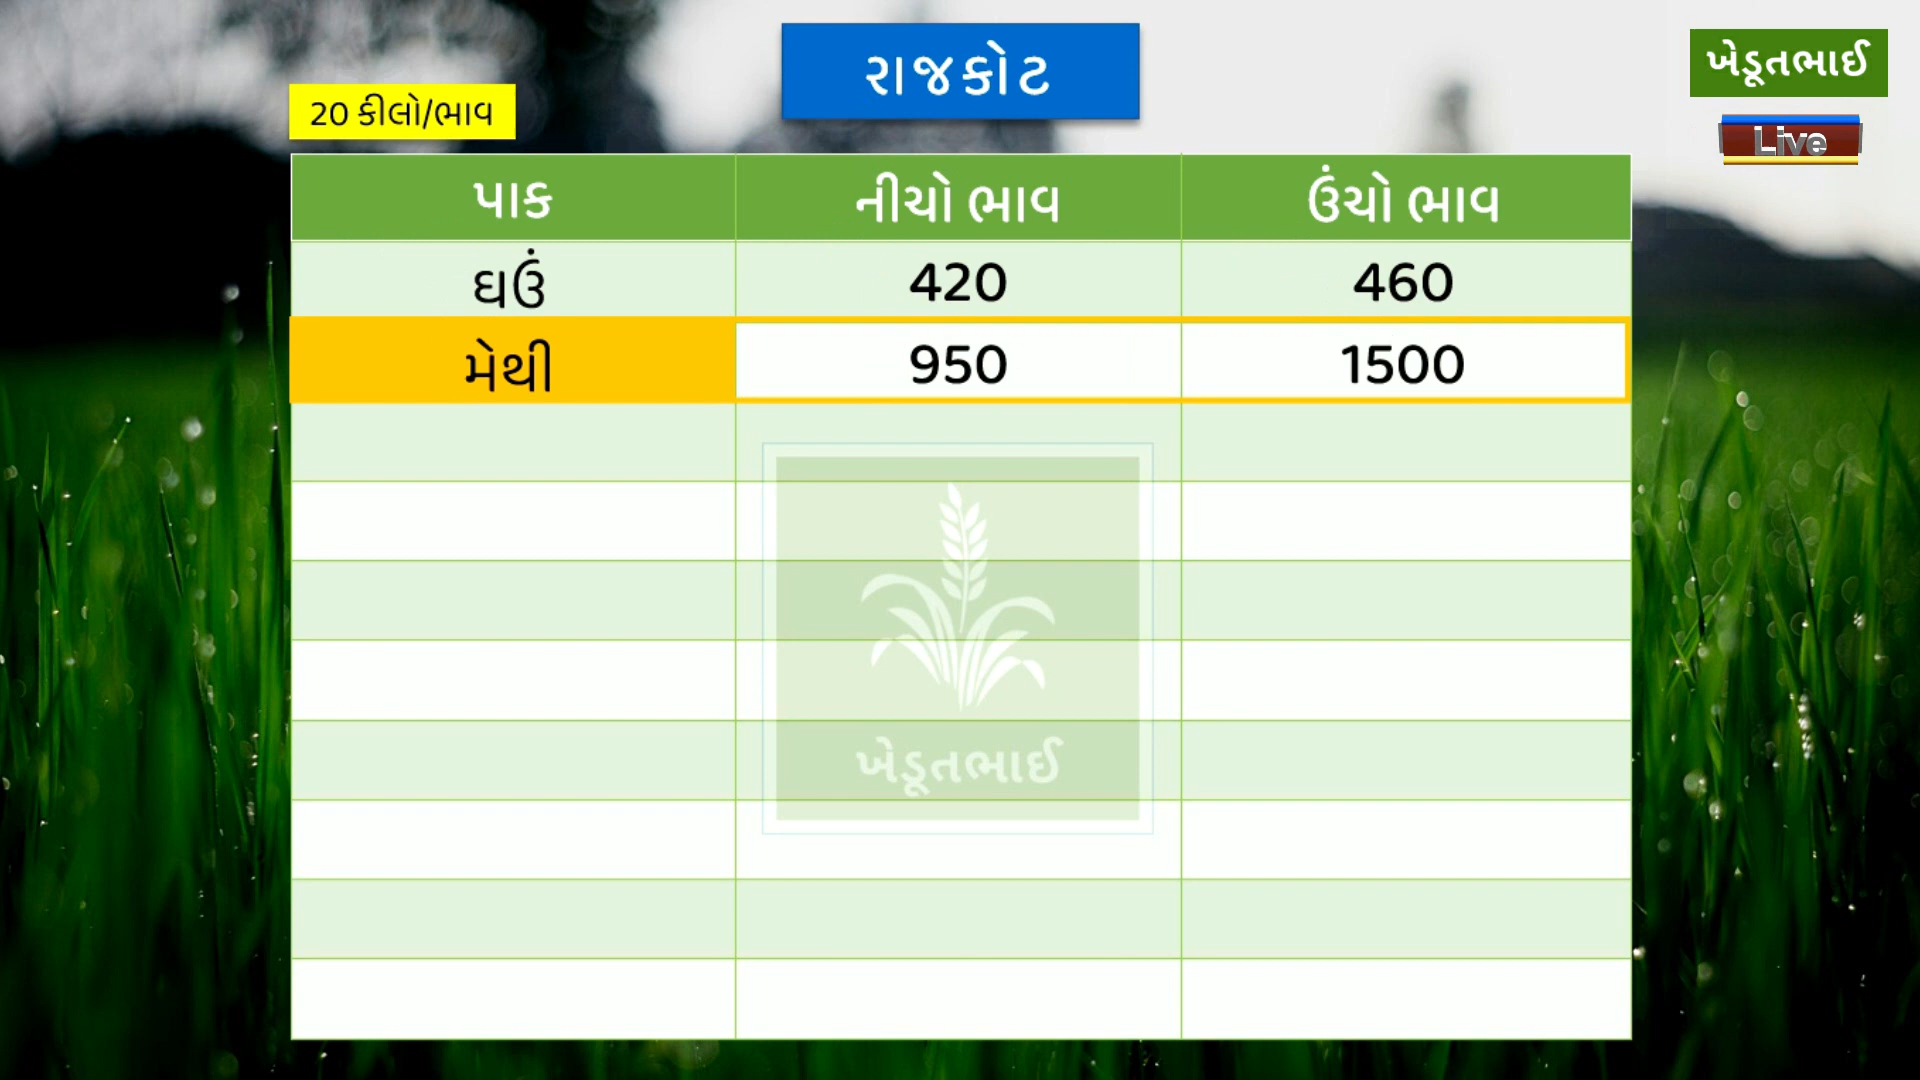 રાજકોટ
ખેડૂતભાઈ
Live
20 કીલો/ભાવ
પાક નીચો ભાવ ઉંચો ભાવ
ઘઉં 420 460
મેથી 950 1500
ખેડૂતભાઈ